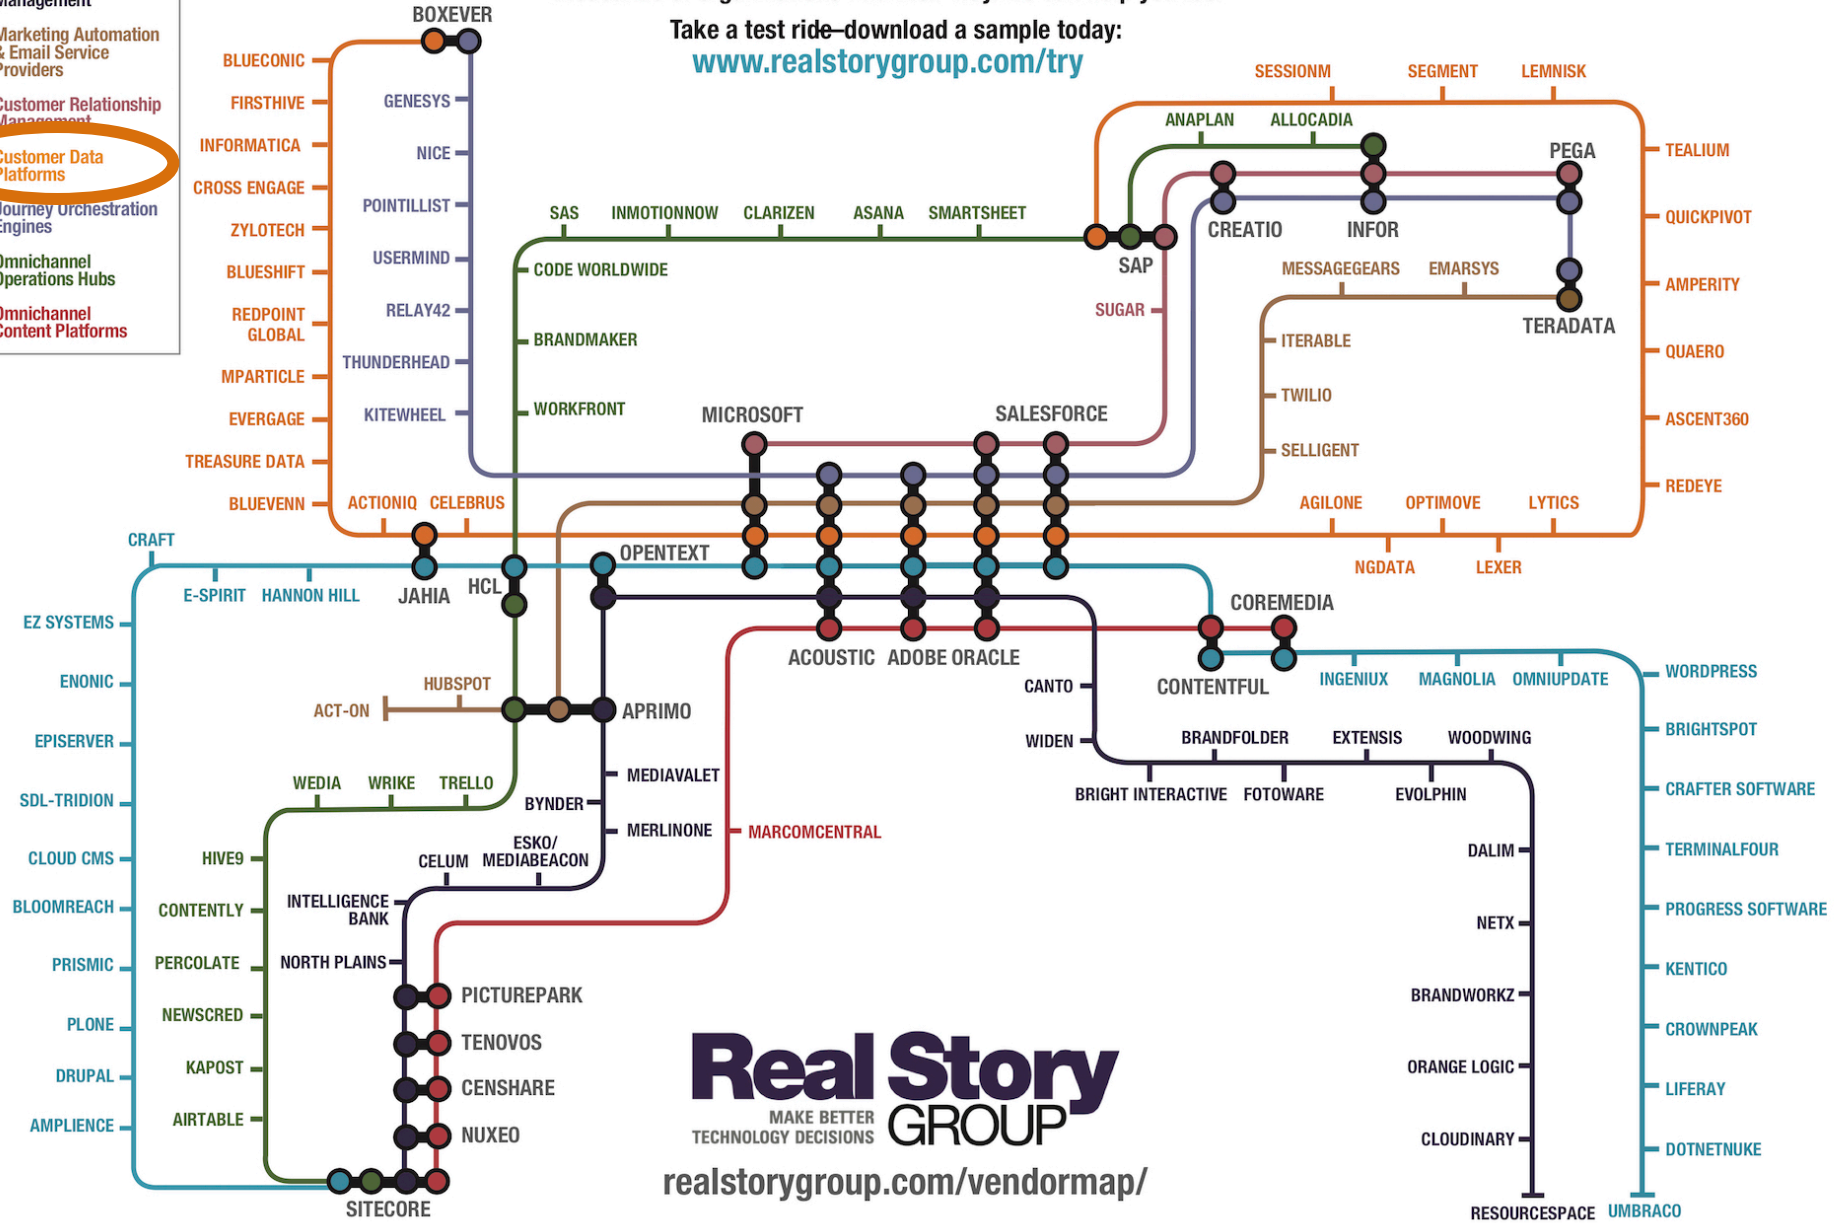 Management
Marketing Automation
& Email Service
Providers
Customer Relationship
Management
Customer Data
Platforms
Journey Orchestration
Engines
Omnichannel
Operations Hubs
Omnichannel
Content Platforms
Take a test ride–download a sample today:
www.realstorygroup.com/try
BOXEVER
BLUECONIC
FIRSTHIVE
INFORMATICA
CROSS ENGAGE
ZYLOTECH
BLUESHIFT
REDPOINT
GLOBAL
MPARTICLE
EVERGAGE
TREASURE DATA
BLUEVENN
ACTIONIQ
CELEBRUS
GENESYS
NICE
POINTILLIST
USERMIND
RELAY42
THUNDERHEAD
KITEWHEEL
SAS
INMOTIONNOW
CLARIZEN
ASANA
SMARTSHEET
CODE WORLDWIDE
BRANDMAKER
WORKFRONT
SESSIONM
SEGMENT
LEMNISK
ANAPLAN
ALLOCADIA
PEGA
CREATIO
INFOR
SAP
SUGAR
MESSAGEGEARS
EMARSYS
TERADATA
ITERABLE
TWILIO
SELLIGENT
TEALIUM
QUICKPIVOT
AMPERITY
QUAERO
ASCENT360
REDEYE
MICROSOFT
SALESFORCE
AGILONE
OPTIMOVE
LYTICS
NGDATA
LEXER
CRAFT
E-SPIRIT
HANNON HILL
JAHIA
HCL
OPENTEXT
EZ SYSTEMS
ENONIC
EPISERVER
SDL-TRIDION
CLOUD CMS
BLOOMREACH
PRISMIC
PLONE
DRUPAL
AMPLIENCE
ACT-ON
HUBSPOT
APRIMO
WEDIA
WRIKE
TRELLO
HIVE9
CONTENTLY
PERCOLATE
NEWSCRED
KAPOST
AIRTABLE
MEDIAVALET
BYNDER
MERLINONE
CELUM
ESKO/
MEDIABEACON
INTELLIGENCE
BANK
NORTH PLAINS
PICTUREPARK
TENOVOS
CENSHARE
NUXEO
SITECORE
MARCOMCENTRAL
ACOUSTIC
ADOBE
ORACLE
COREMEDIA
CONTENTFUL
INGENIUX
MAGNOLIA
OMNIUPDATE
CANTO
WIDEN
BRANDFOLDER
EXTENSIS
WOODWING
BRIGHT INTERACTIVE
FOTOWARE
EVOLPHIN
DALIM
NETX
BRANDWORKZ
ORANGE LOGIC
CLOUDINARY
RESOURCESPACE
WORDPRESS
BRIGHTSPOT
CRAFTER SOFTWARE
TERMINALFOUR
PROGRESS SOFTWARE
KENTICO
CROWNPEAK
LIFERAY
DOTNETNUKE
UMBRACO
Real Story
GROUP
MAKE BETTER
TECHNOLOGY DECISIONS
realstorygroup.com/vendormap/